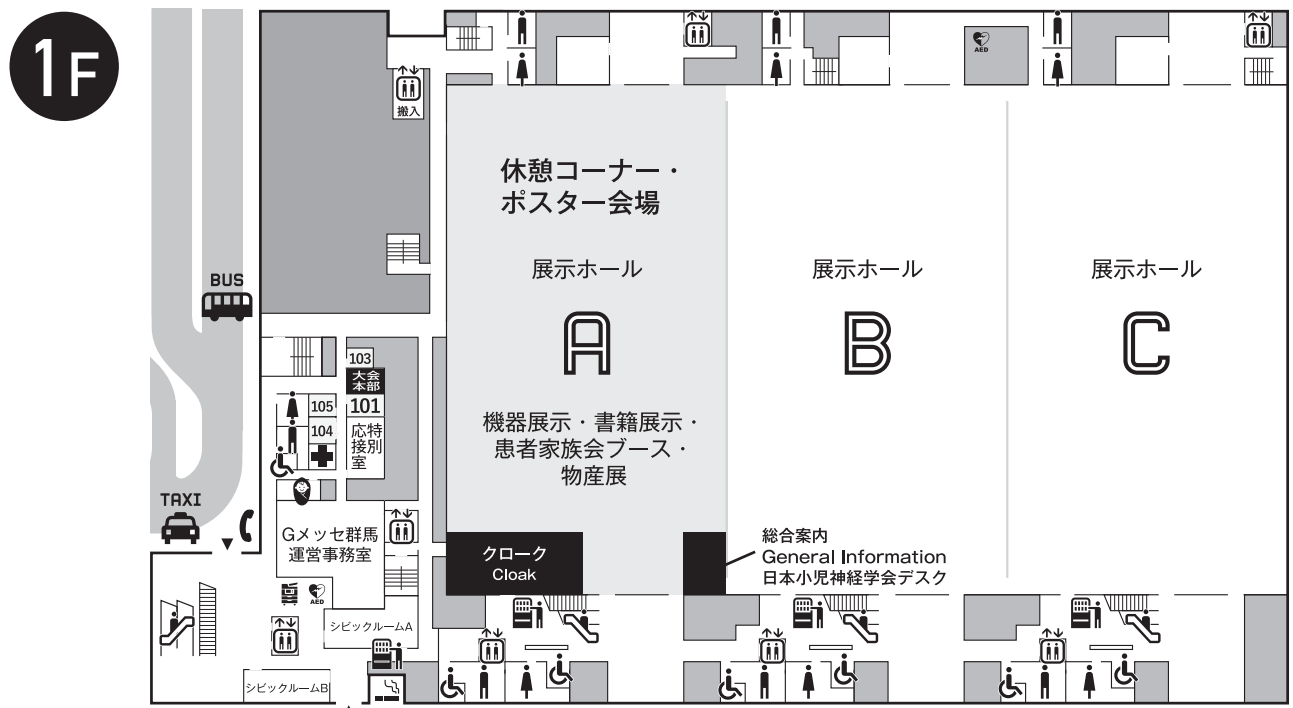 1F
搬入
AED
休憩コーナー・
ポスター会場
展示ホール
A
展示ホール
B
展示ホール
C
機器展示・書籍展示・
患者家族会ブース・
物産展
BUS
TAXI
103
大会
本部
101
105
104
特別
応接室
Gメッセ群馬
運営事務室
AED
クローク
Cloak
総合案内
General Information
日本小児神経学会デスク
シビックルームA
シビックルームB